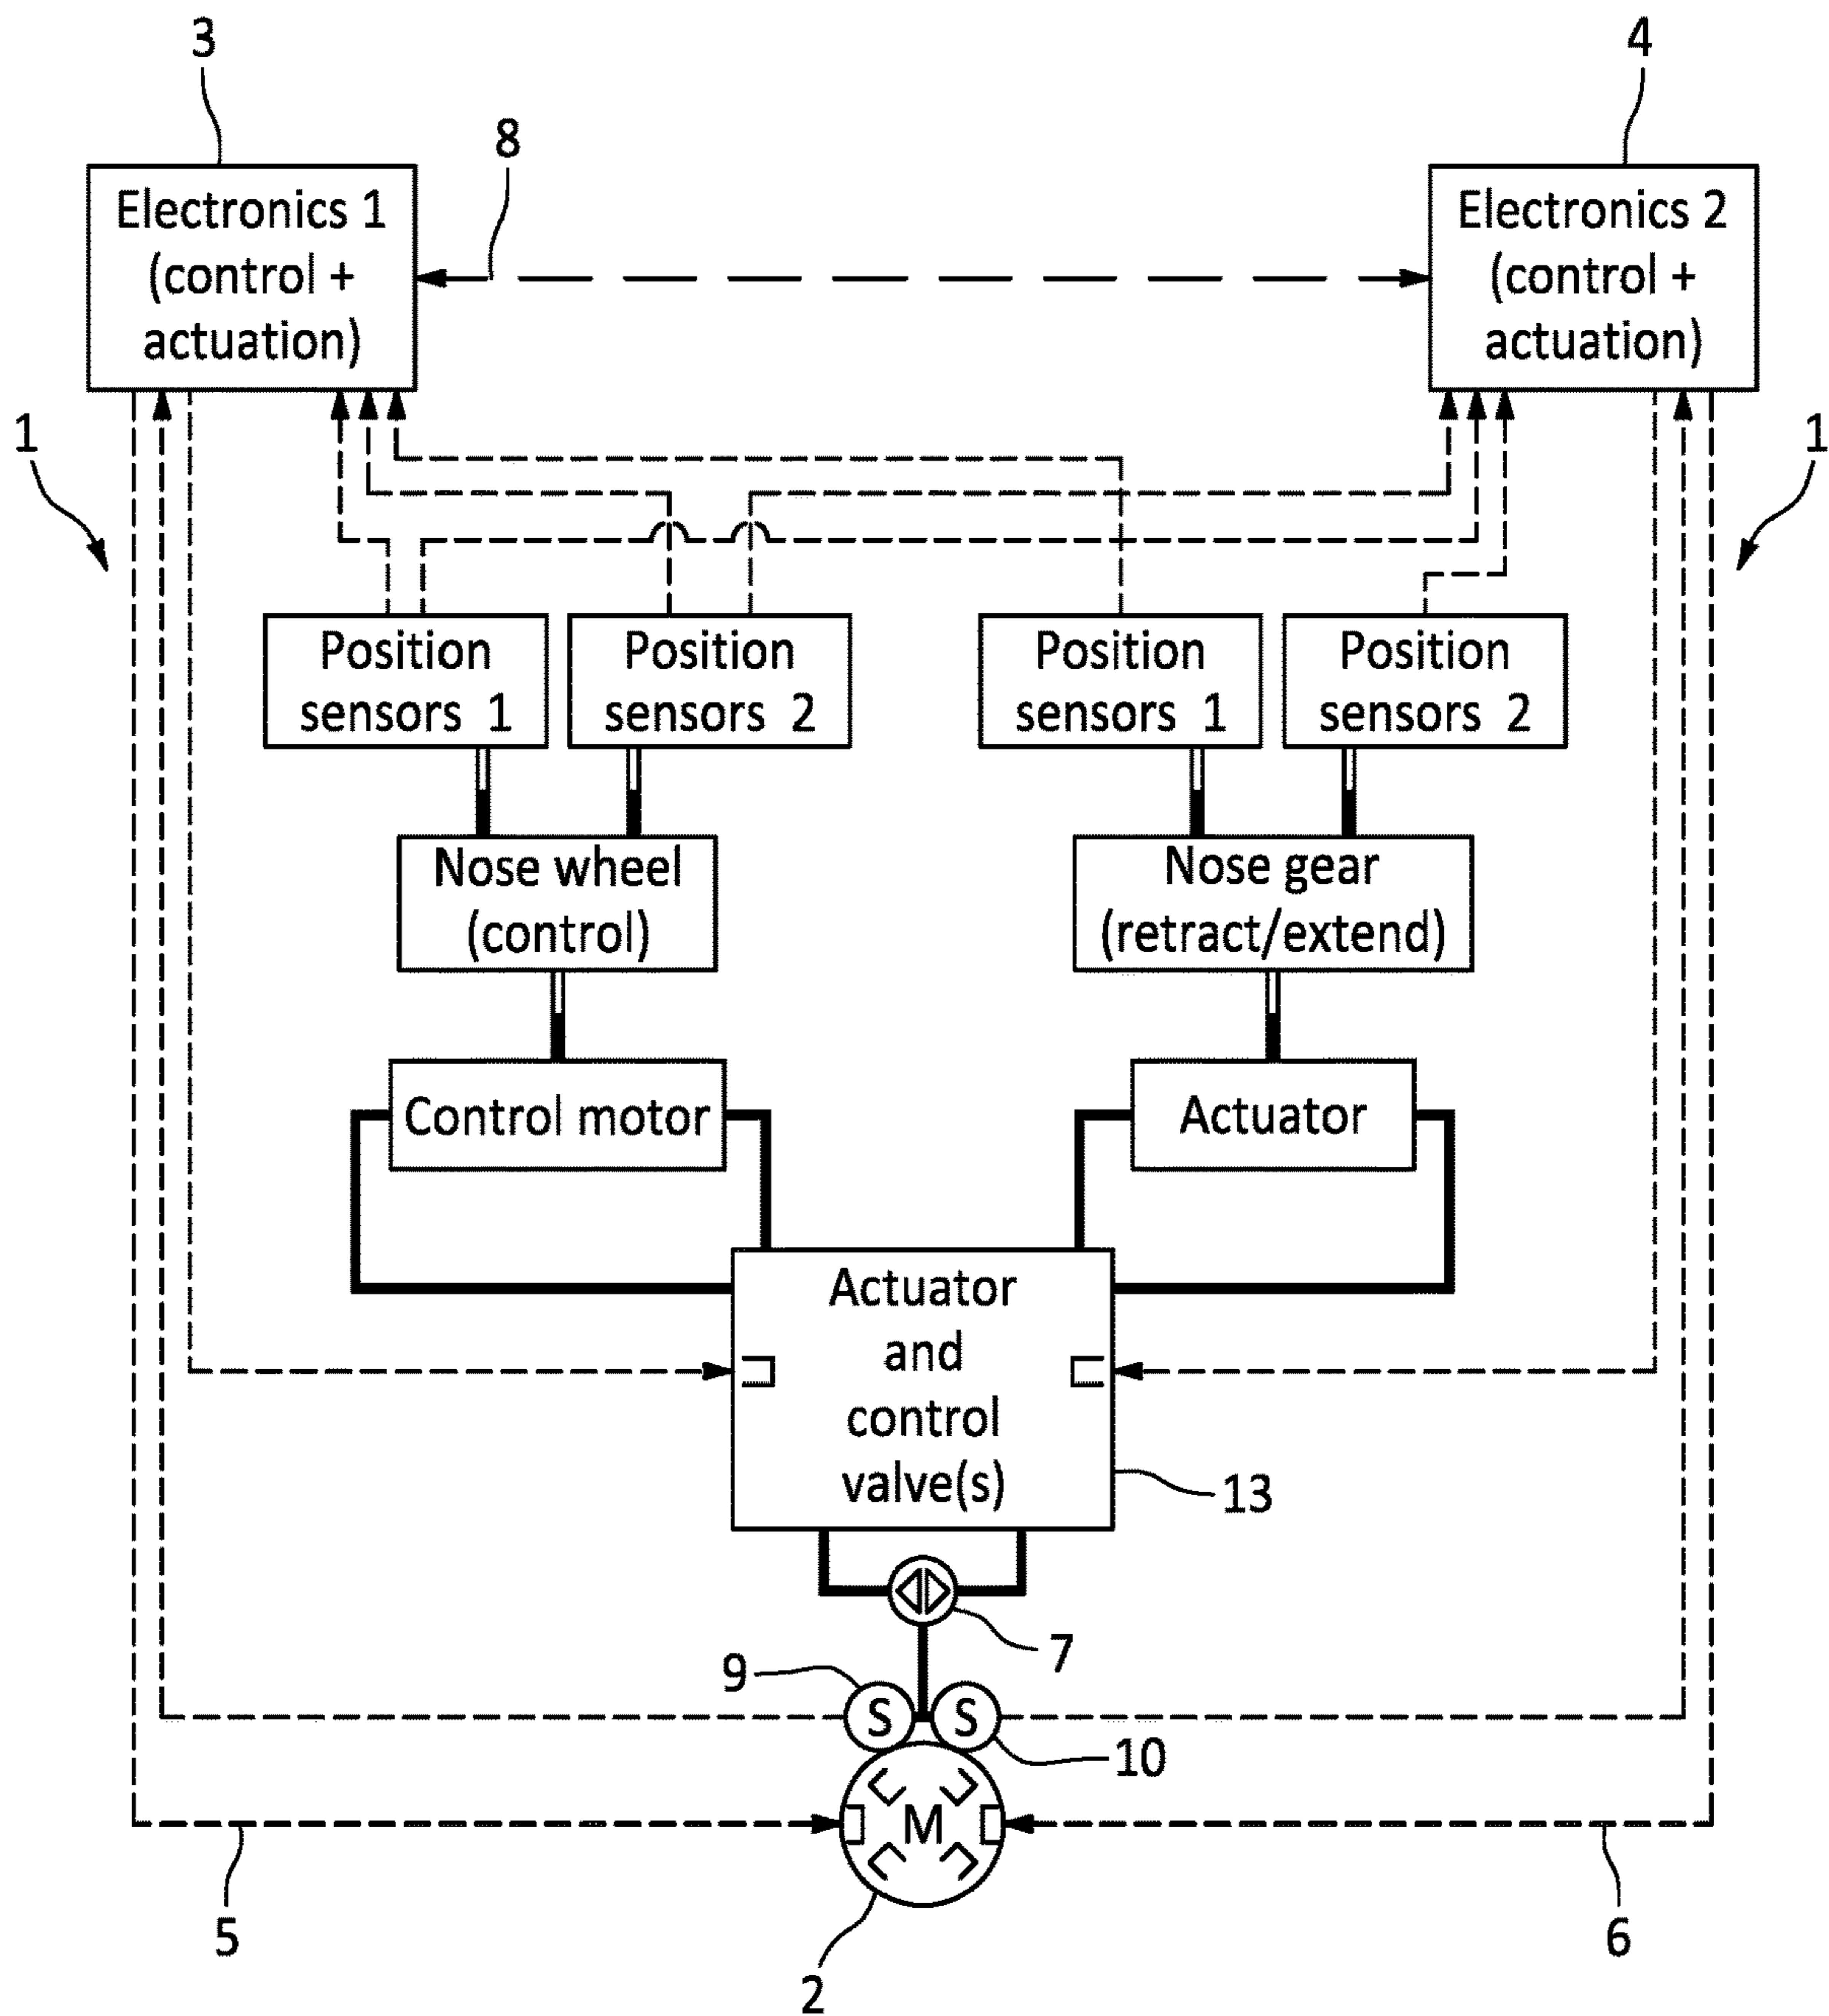 3
4
8
Electronics 1
(control +
actuation)
Electronics 2
(control +
actuation)
1
1
Position
sensors 1
Position
sensors 2
Position
sensors 1
Position
sensors 2
Nose wheel
(control)
Nose gear
(retract/extend)
Control motor
Actuator
Actuator
and
control
valve(s)
13
7
9
S
S
10
M
5
6
2